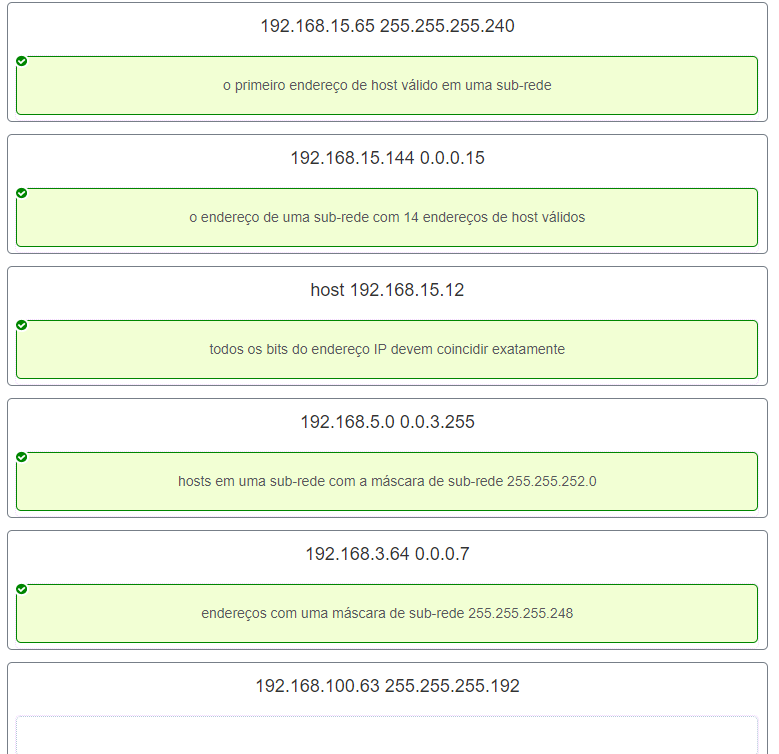 192.168.15.65 255.255.255.240
o primeiro endereço de host válido em uma sub-rede
192.168.15.144 0.0.0.15
o endereço de uma sub-rede com 14 endereços de host válidos
host 192.168.15.12
todos os bits do endereço IP devem coincidir exatamente
192.168.5.0 0.0.3.255
hosts em uma sub-rede com a máscara de sub-rede 255.255.252.0
192.168.3.64 0.0.0.7
endereços com uma máscara de sub-rede 255.255.255.248
192.168.100.63 255.255.255.192